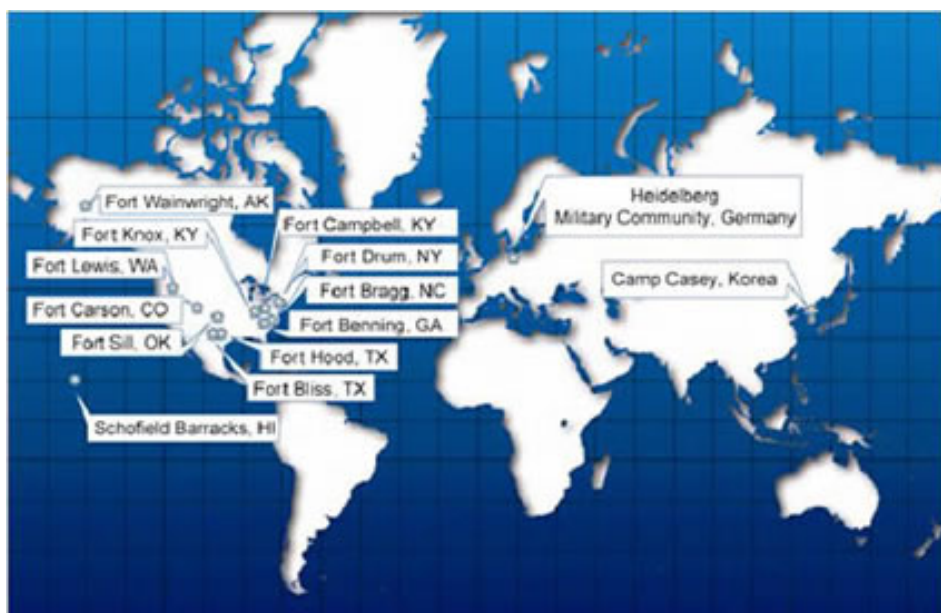 Fort Wainwright, AK
Fort Campbell, KY
Fort Knox, KY
Fort Drum, NY
Fort Lewis, WA
Fort Bragg, NC
Fort Carson, CO
Fort Benning, GA
Fort Sill, OK
Fort Hood, TX
Fort Bliss, TX
Schofield Barracks, HI
Heidelberg
Military Community, Germany
Camp Casey, Korea